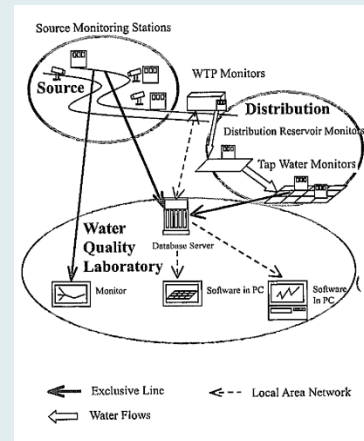 Source Monitoring Stations
Source
WTP Monitors
Distribution
Distribution Reservoir Monitors
Tap Water Monitors
Water
Quality
Laboratory
Database Server
Monitor
Software in PC
Software
In PC
Exclusive Line
Local Area Network
Water Flows